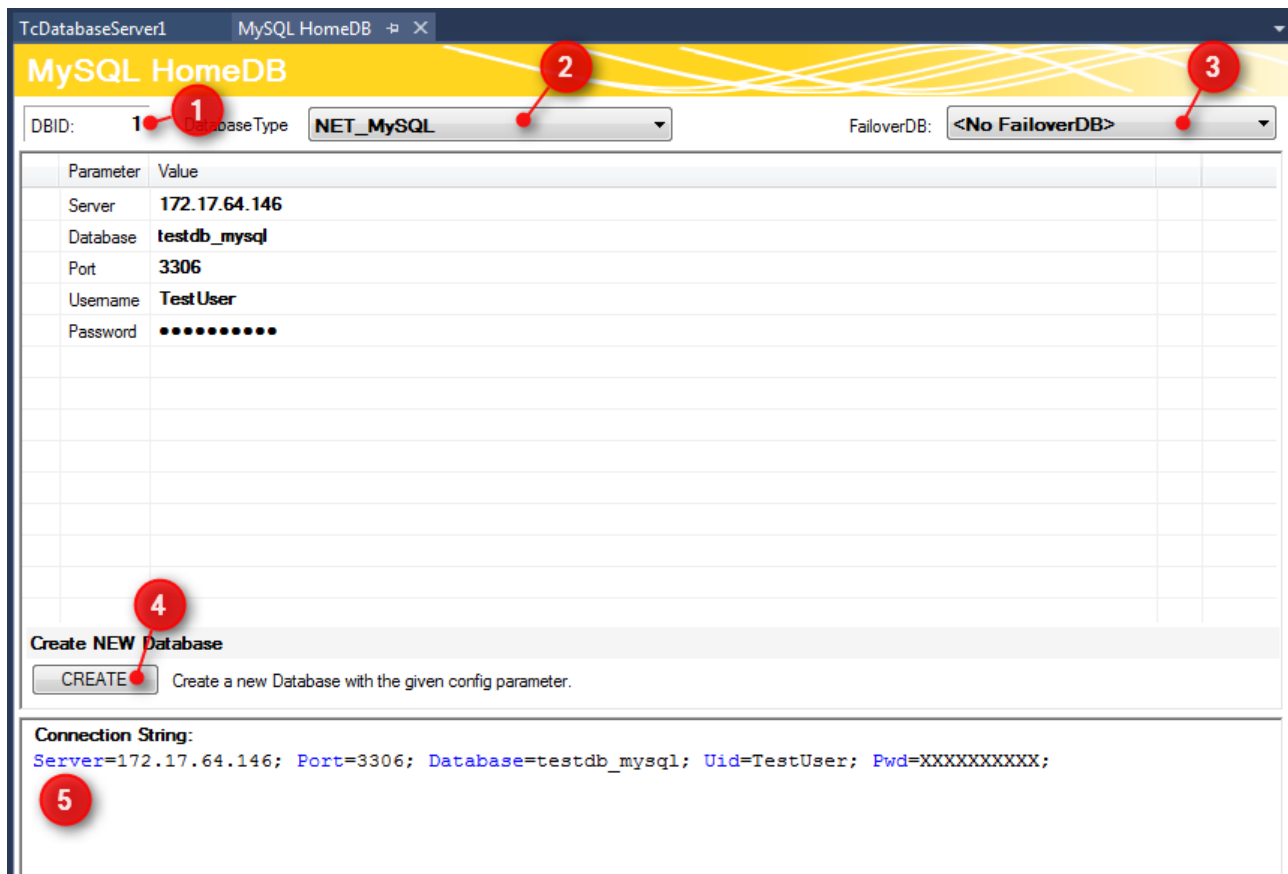 TcDatabaseServer1 MySQL HomeDB
MySQL HomeDB
2
3
1
DBID: 1 DatabaseType NET_MySQL FailoverDB: <No FailoverDB>
Parameter Value
Server 172.17.64.146
Database testdb_mysql
Port 3306
Username TestUser
Password ●●●●●●●●●●
4
Create NEW Database
CREATE Create a new Database with the given config parameter.
Connection String:
Server=172.17.64.146; Port=3306; Database=testdb_mysql; Uid=TestUser; Pwd=XXXXXXXXXX;
5